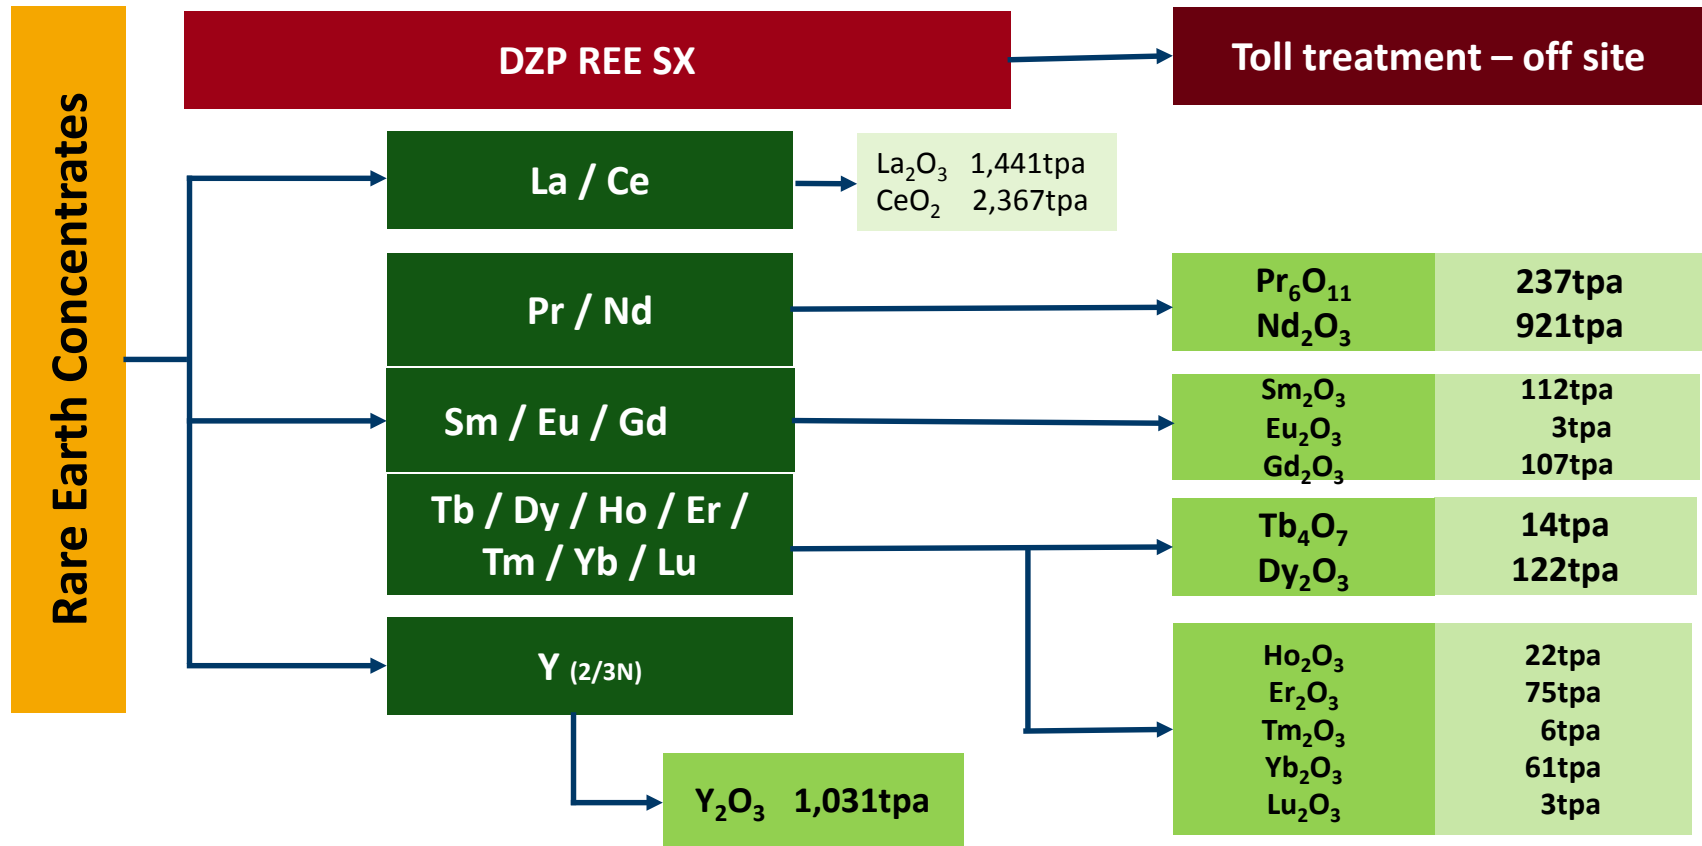 Rare Earth Concentrates
DZP REE SX
Toll treatment – off site
La / Ce
La₂O₃ 1,441tpa
CeO₂ 2,367tpa
Pr / Nd
Pr₆O₁₁ 237tpa
Nd₂O₃ 921tpa
Sm / Eu / Gd
Sm₂O₃ 112tpa
Eu₂O₃ 3tpa
Gd₂O₃ 107tpa
Tb / Dy / Ho / Er /
Tm / Yb / Lu
Tb₄O₇ 14tpa
Dy₂O₃ 122tpa
Ho₂O₃ 22tpa
Er₂O₃ 75tpa
Tm₂O₃ 6tpa
Yb₂O₃ 61tpa
Lu₂O₃ 3tpa
Y (2/3N)
Y₂O₃ 1,031tpa